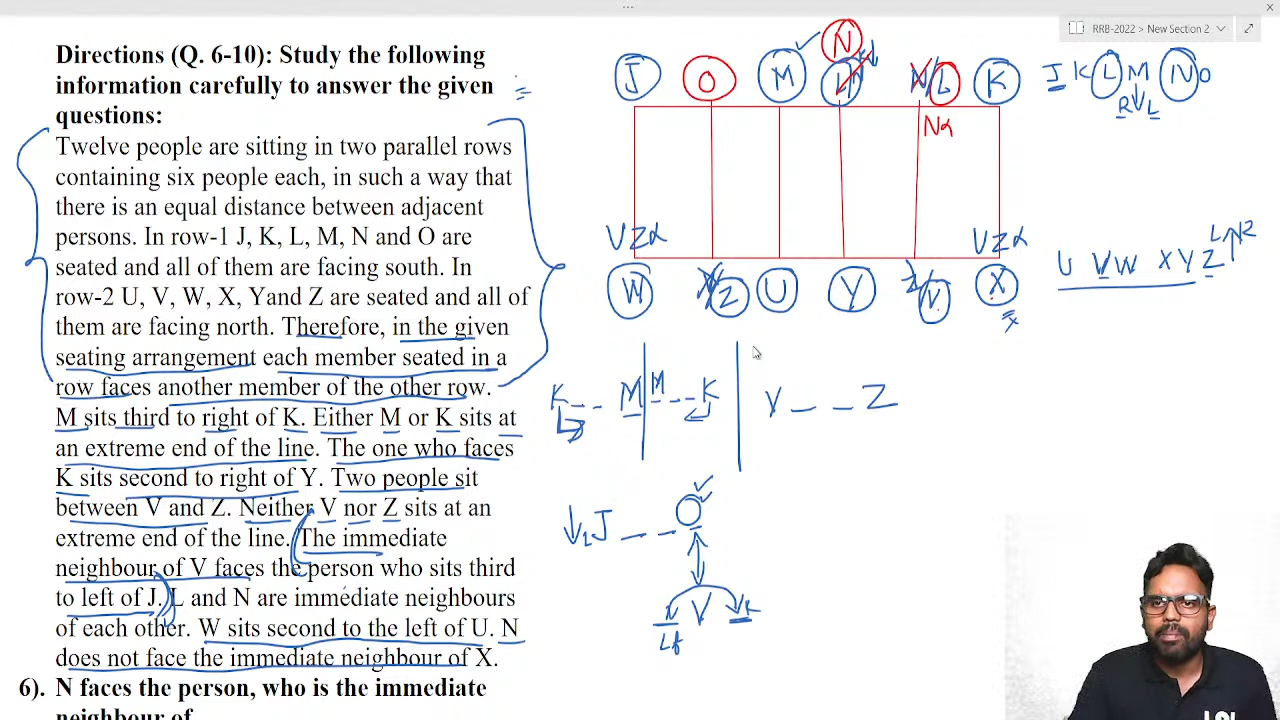 RRB-2022 > New Section 2
Directions (Q. 6-10): Study the following
information carefully to answer the given
questions:
Twelve people are sitting in two parallel rows
containing six people each, in such a way that
there is an equal distance between adjacent
persons. In row-1 J, K, L, M, N and O are
seated and all of them are facing south. In
row-2 U, V, W, X, Yand Z are seated and all of
them are facing north. Therefore, in the given
seating arrangement each member seated in a
row faces another member of the other row.
M sits third to right of K. Either M or K sits at
an extreme end of the line. The one who faces
K sits second to right of Y. Two people sit
between V and Z. Neither V nor Z sits at an
extreme end of the line. The immediate
neighbour of V faces the person who sits third
to left of J. L and N are immediate neighbours
of each other. W sits second to the left of U. N
does not face the immediate neighbour of X.
6). N faces the person, who is the immediate
neighbour of
N
J O M L K
J K L M N O
R L
N
VZ VZ
W Z U Y V X
U V W X Y Z
L R
K _ _ M M _ _ K V _ _ Z
J _ _ O
V